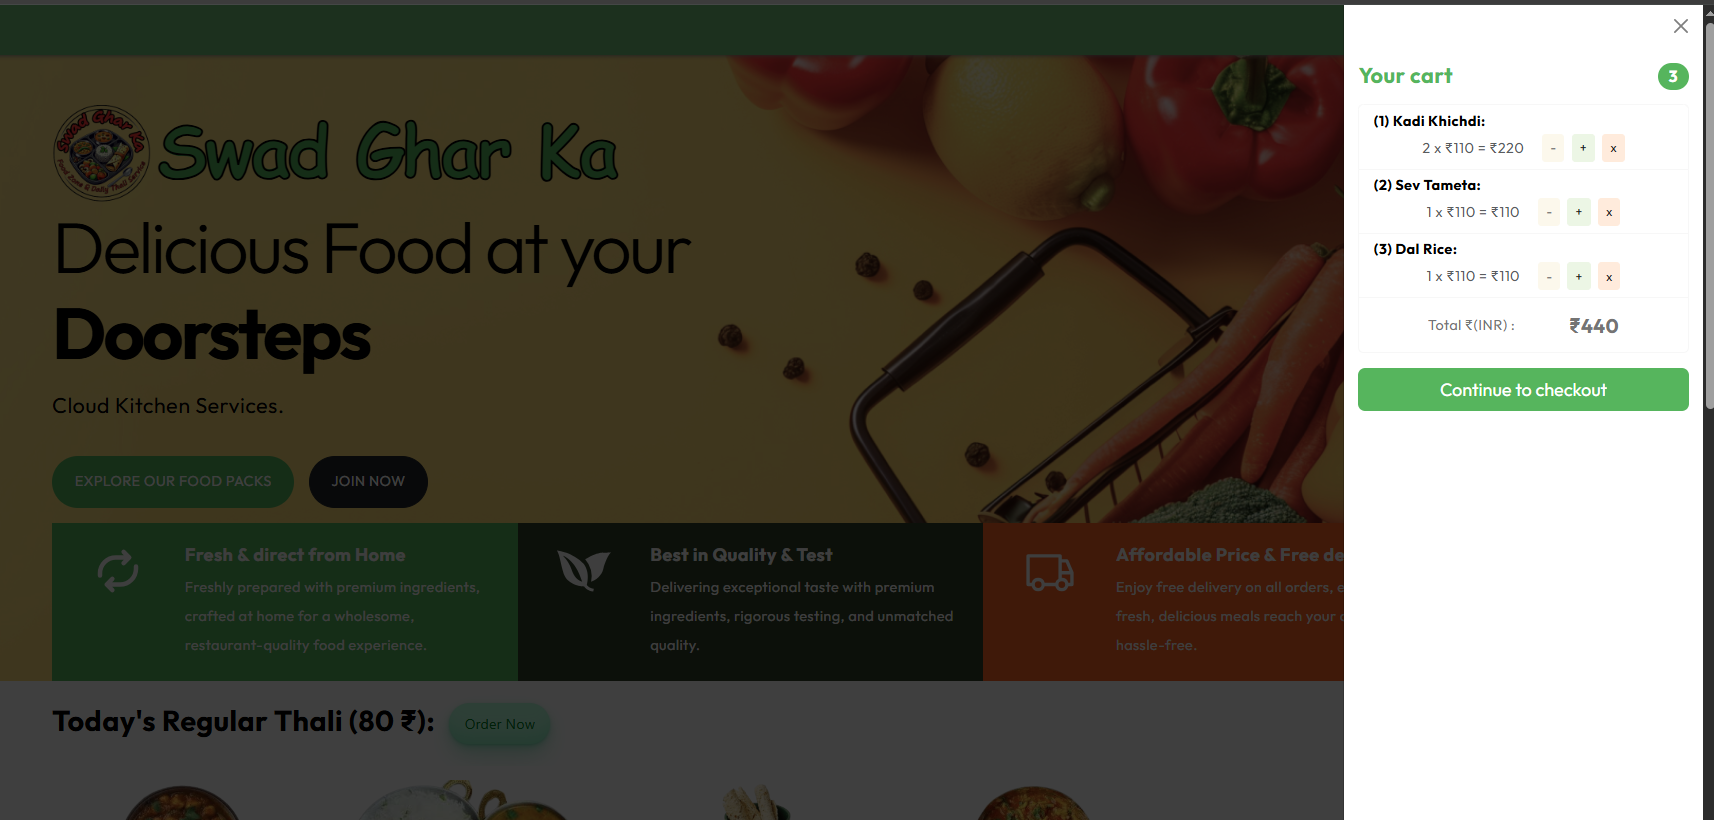 Swad Ghar Ka
Food Zone & Daily Thali Service
Swad Ghar Ka
Delicious Food at your
Doorsteps
Cloud Kitchen Services.
EXPLORE OUR FOOD PACKS
JOIN NOW
Fresh & direct from Home
Freshly prepared with premium ingredients,
crafted at home for a wholesome,
restaurant-quality food experience.
Best in Quality & Test
Delivering exceptional taste with premium
ingredients, rigorous testing, and unmatched
quality.
Affordable Price & Free de
Enjoy free delivery on all orders, e
fresh, delicious meals reach your
hassle-free.
Today's Regular Thali (80 ₹):
Order Now
Your cart
3
(1) Kadi Khichdi:
2 x ₹110 = ₹220 - + x
(2) Sev Tameta:
1 x ₹110 = ₹110 - + x
(3) Dal Rice:
1 x ₹110 = ₹110 - + x
Total ₹(INR) : ₹440
Continue to checkout